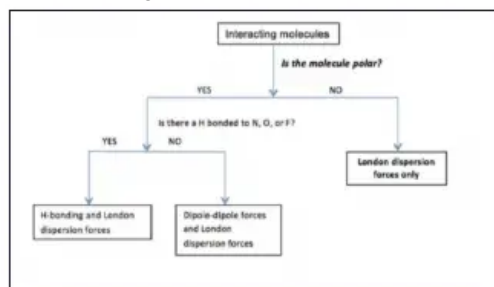 Interacting molecules
Is the molecule polar?
YES
NO
Is there a H bonded to N, O, or F?
YES
NO
London dispersion
forces only
H-bonding and London
dispersion forces
Dipole-dipole forces
and London
dispersion forces